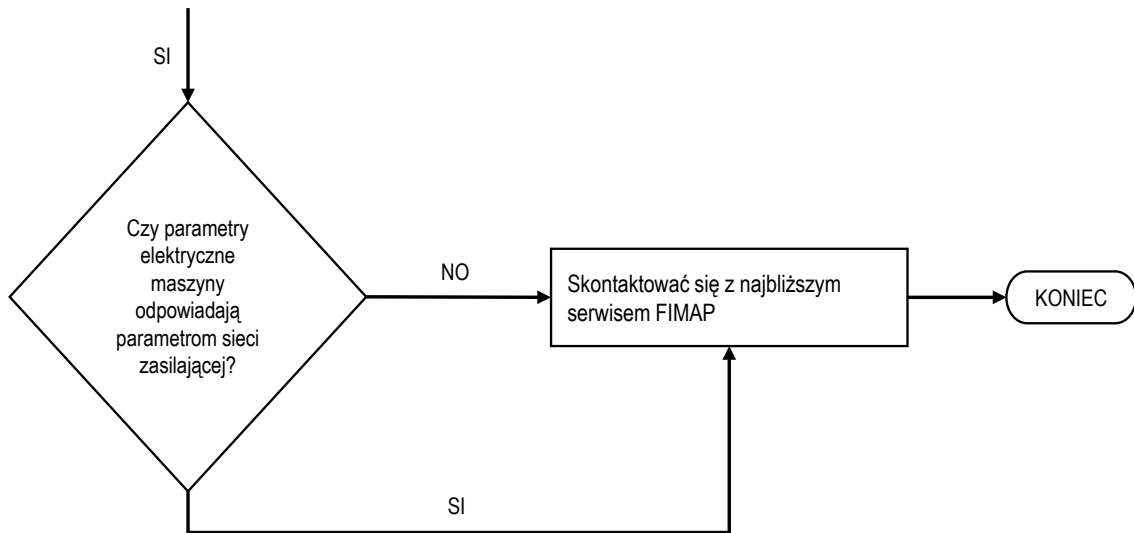 SI
Czy parametry
elektryczne
maszyny
odpowiadają
parametrom sieci
zasilającej?
NO
Skontaktować się z najbliższym
serwisem FIMAP
KONIEC
SI